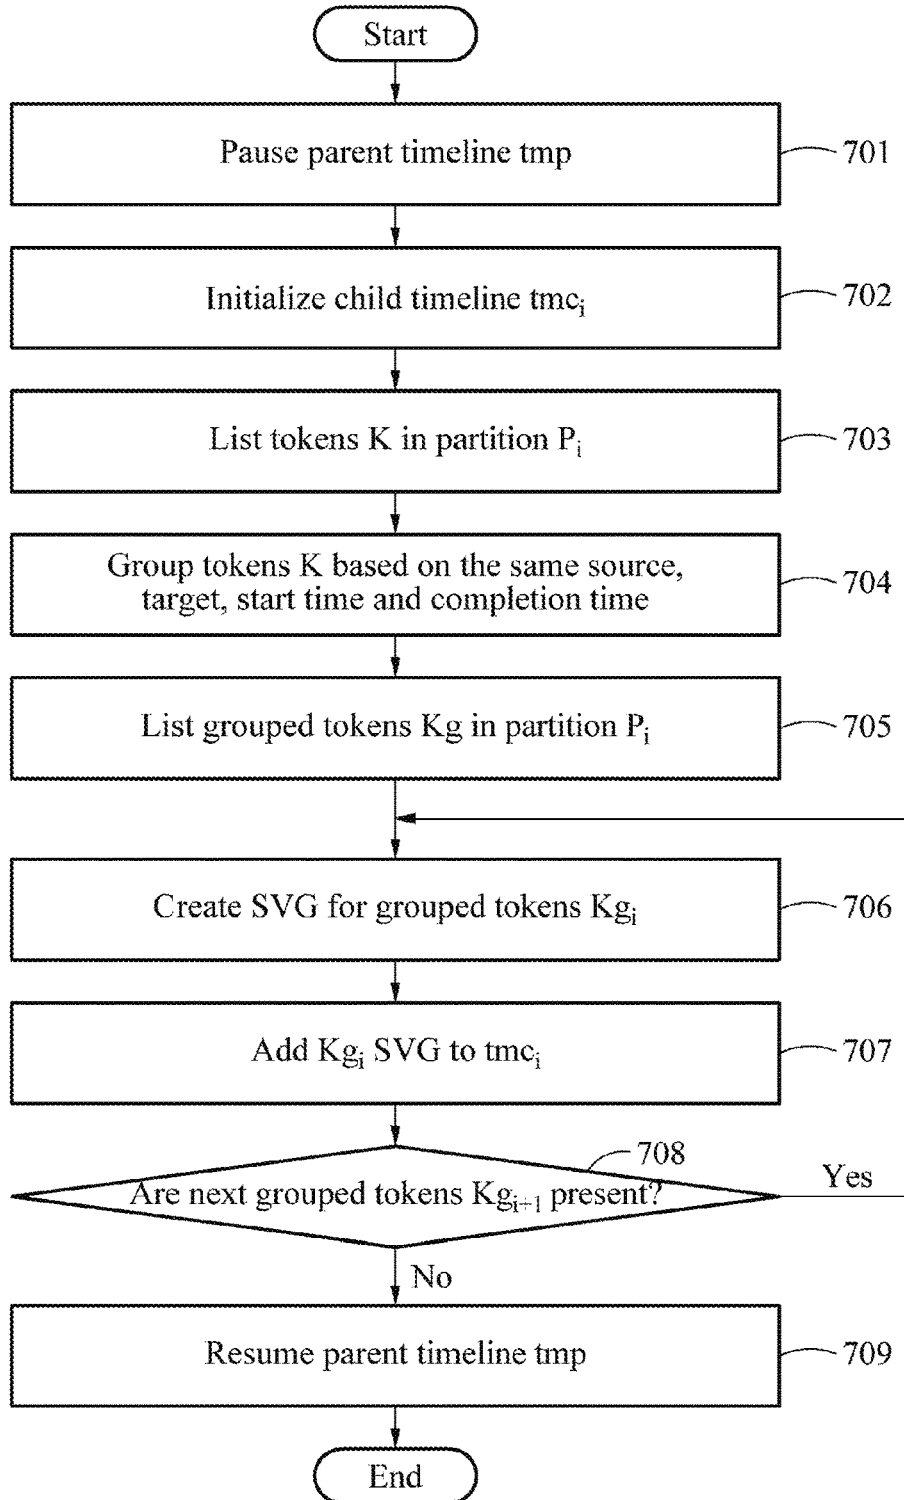 Start
Pause parent timeline tmp
701
Initialize child timeline tmcᵢ
702
List tokens K in partition Pᵢ
703
Group tokens K based on the same source,
target, start time and completion time
704
List grouped tokens Kg in partition Pᵢ
705
Create SVG for grouped tokens Kgᵢ
706
Add Kgᵢ SVG to tmcᵢ
707
708
Are next grouped tokens Kgᵢ₊₁ present?
Yes
No
Resume parent timeline tmp
709
End